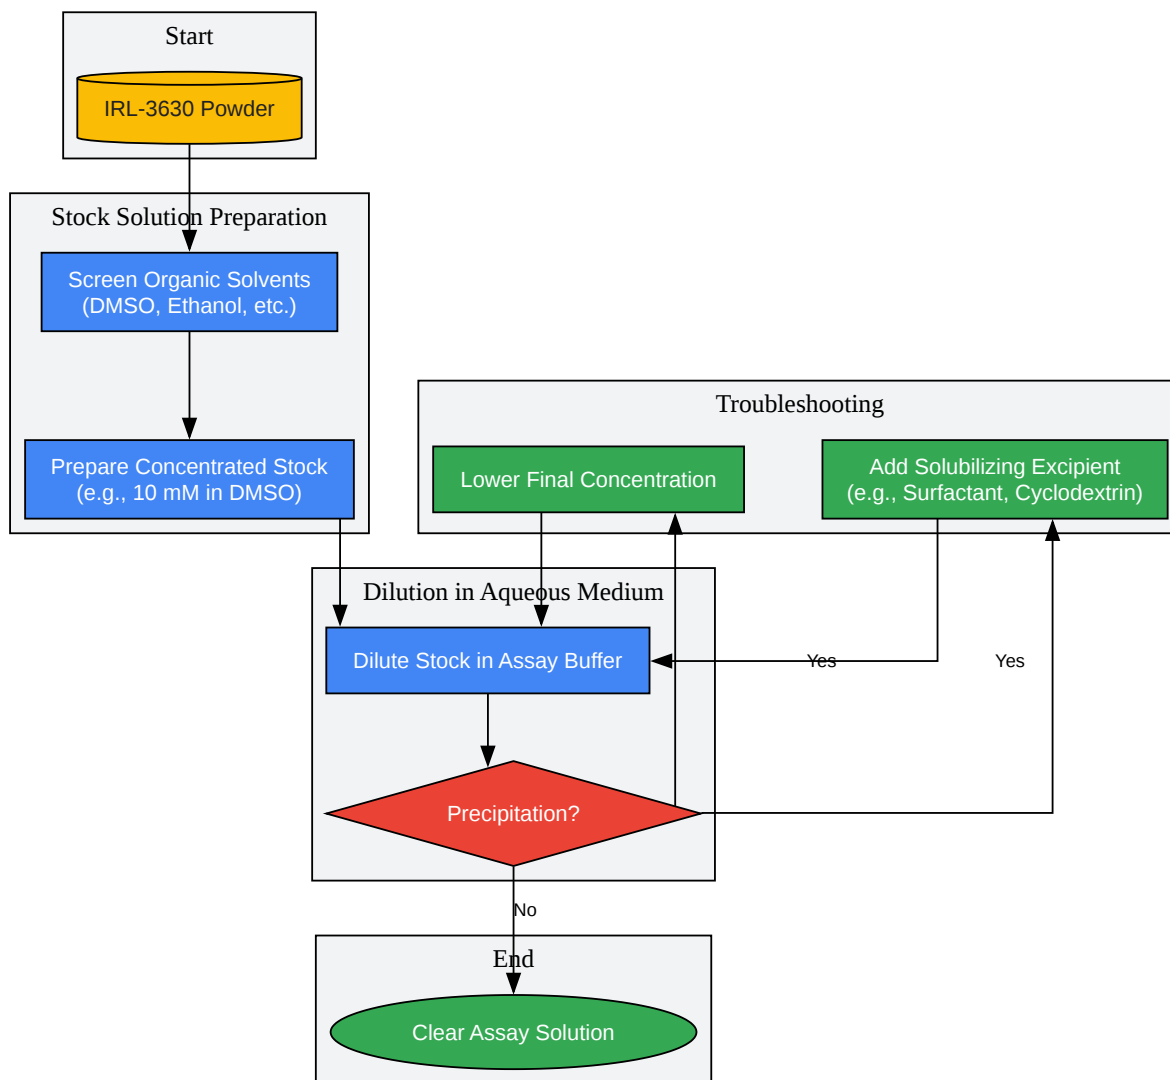 Start
IRL-3630 Powder
Stock Solution Preparation
Screen Organic Solvents
(DMSO, Ethanol, etc.)
Prepare Concentrated Stock
(e.g., 10 mM in DMSO)
Troubleshooting
Lower Final Concentration
Add Solubilizing Excipient
(e.g., Surfactant, Cyclodextrin)
Dilution in Aqueous Medium
Dilute Stock in Assay Buffer
Yes
Yes
Precipitation?
No
End
Clear Assay Solution